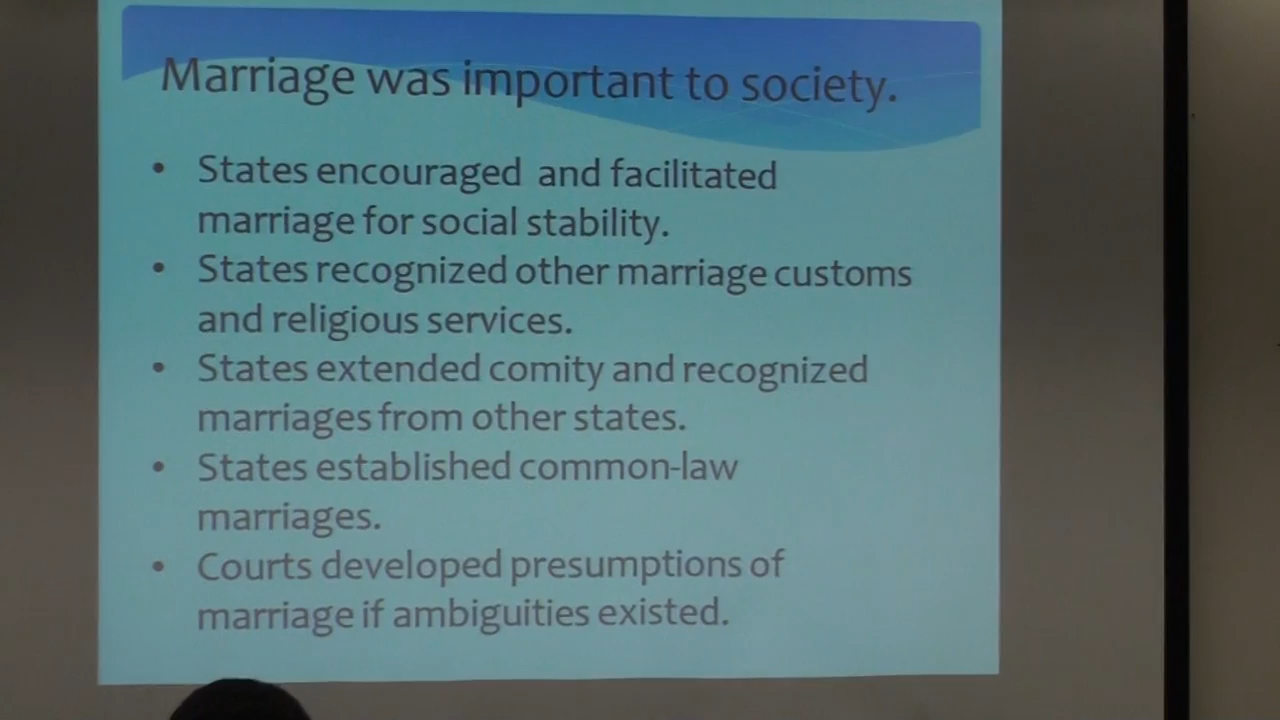 Marriage was important to society.
• States encouraged and facilitated
marriage for social stability.
• States recognized other marriage customs
and religious services.
• States extended comity and recognized
marriages from other states.
• States established common-law
marriages.
• Courts developed presumptions of
marriage if ambiguities existed.